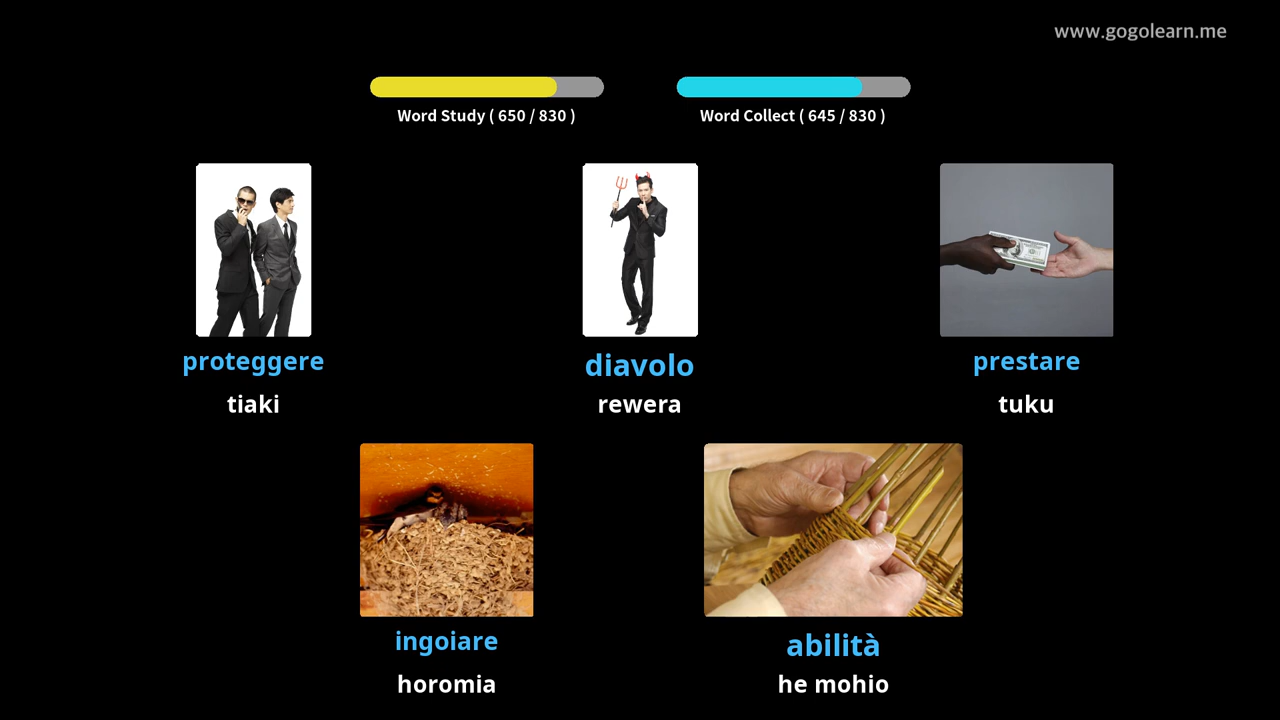 www.gogolearn.me
Word Study ( 650 / 830 )
Word Collect ( 645 / 830 )
proteggere
tiaki
diavolo
rewera
prestare
tuku
ingoiare
horomia
abilità
he mohio